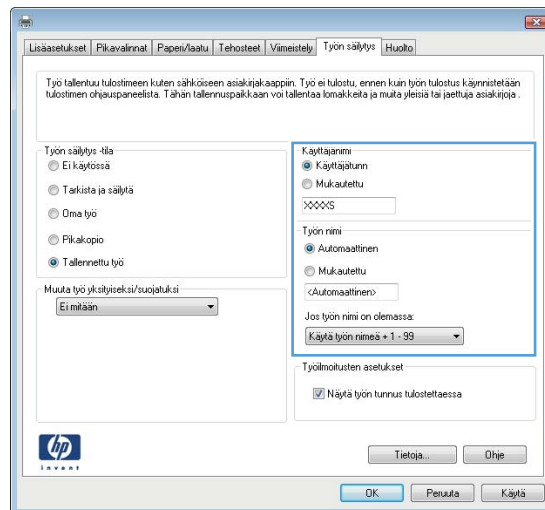 Lisäasetukset Pikavalinnat Paperi/laatu Tehosteet Viimeistely Työn säilytys Huolto
Työ tallentuu tulostimeen kuten sähköiseen asiakirjakaappiin. Työ ei tulostu, ennen kuin työn tulostus käynnistetään
tulostimen ohjauspaneelista. Tähän tallennuspaikkaan voi tallentaa lomakkeita ja muita yleisiä tai jaettuja asiakirjoja .
Työn säilytys -tila
Ei käytössä
Tarkista ja säilytä
Oma työ
Pikakopio
Tallennettu työ
Muuta työ yksityiseksi/suojatuksi
Ei mitään
Käyttäjänimi
Käyttäjätunn
Mukautettu
XXXXS
Työn nimi
Automaattinen
Mukautettu
<Automaattinen>
Jos työn nimi on olemassa:
Käytä työn nimeä + 1 - 99
Työilmoitusten asetukset
Näytä työn tunnus tulostettaessa
hp
invent
Tietoja... Ohje
OK Peruuta Käytä